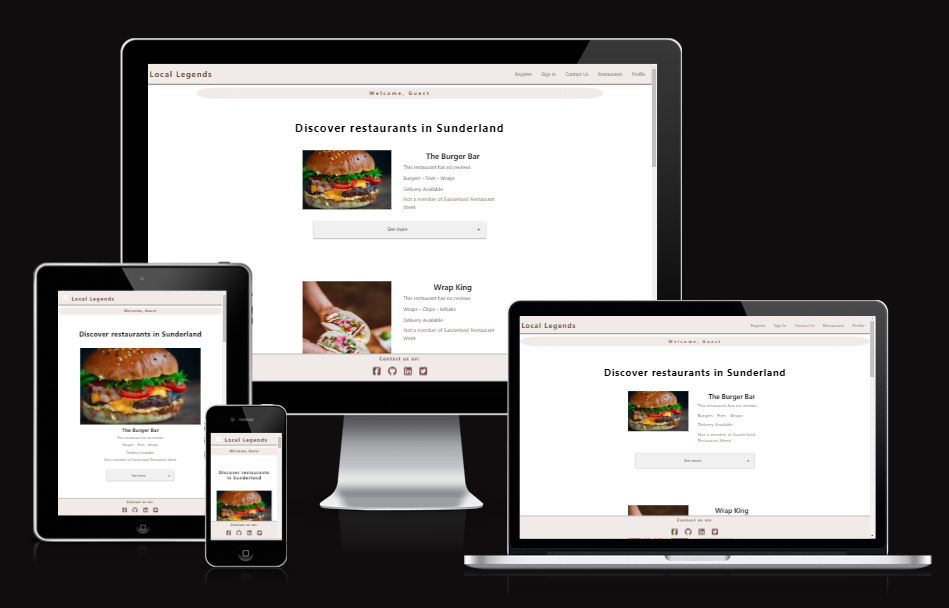 Local Legends
Register Sign In Contact Us Restaurants Profile
Welcome, Guest
Discover restaurants in Sunderland
The Burger Bar
This restaurant has no reviews
Burgers - Fries - Wraps
Delivery Available
Not a member of Sunderland Restaurant
Week
See more +
Wrap King
This restaurant has no reviews
Wraps - Chips - Kebabs
Delivery Available
Not a member of Sunderland Restaurant
Week
Contact us on:
Local Legends
Welcome, Guest
Discover restaurants in Sunderland
The Burger Bar
This restaurant has no reviews
Burgers - Fries - Wraps
Delivery Available
Not a member of Sunderland Restaurant Week
See more +
Contact us on:
Local Legends
Welcome, Guest
Discover restaurants
in Sunderland
Contact us on:
Local Legends
Register Sign In Contact Us Restaurants Profile
Welcome, Guest
Discover restaurants in Sunderland
The Burger Bar
This restaurant has no reviews
Burgers - Fries - Wraps
Delivery Available
Not a member of Sunderland
Restaurant Week
See more +
Wrap King
Contact us on: